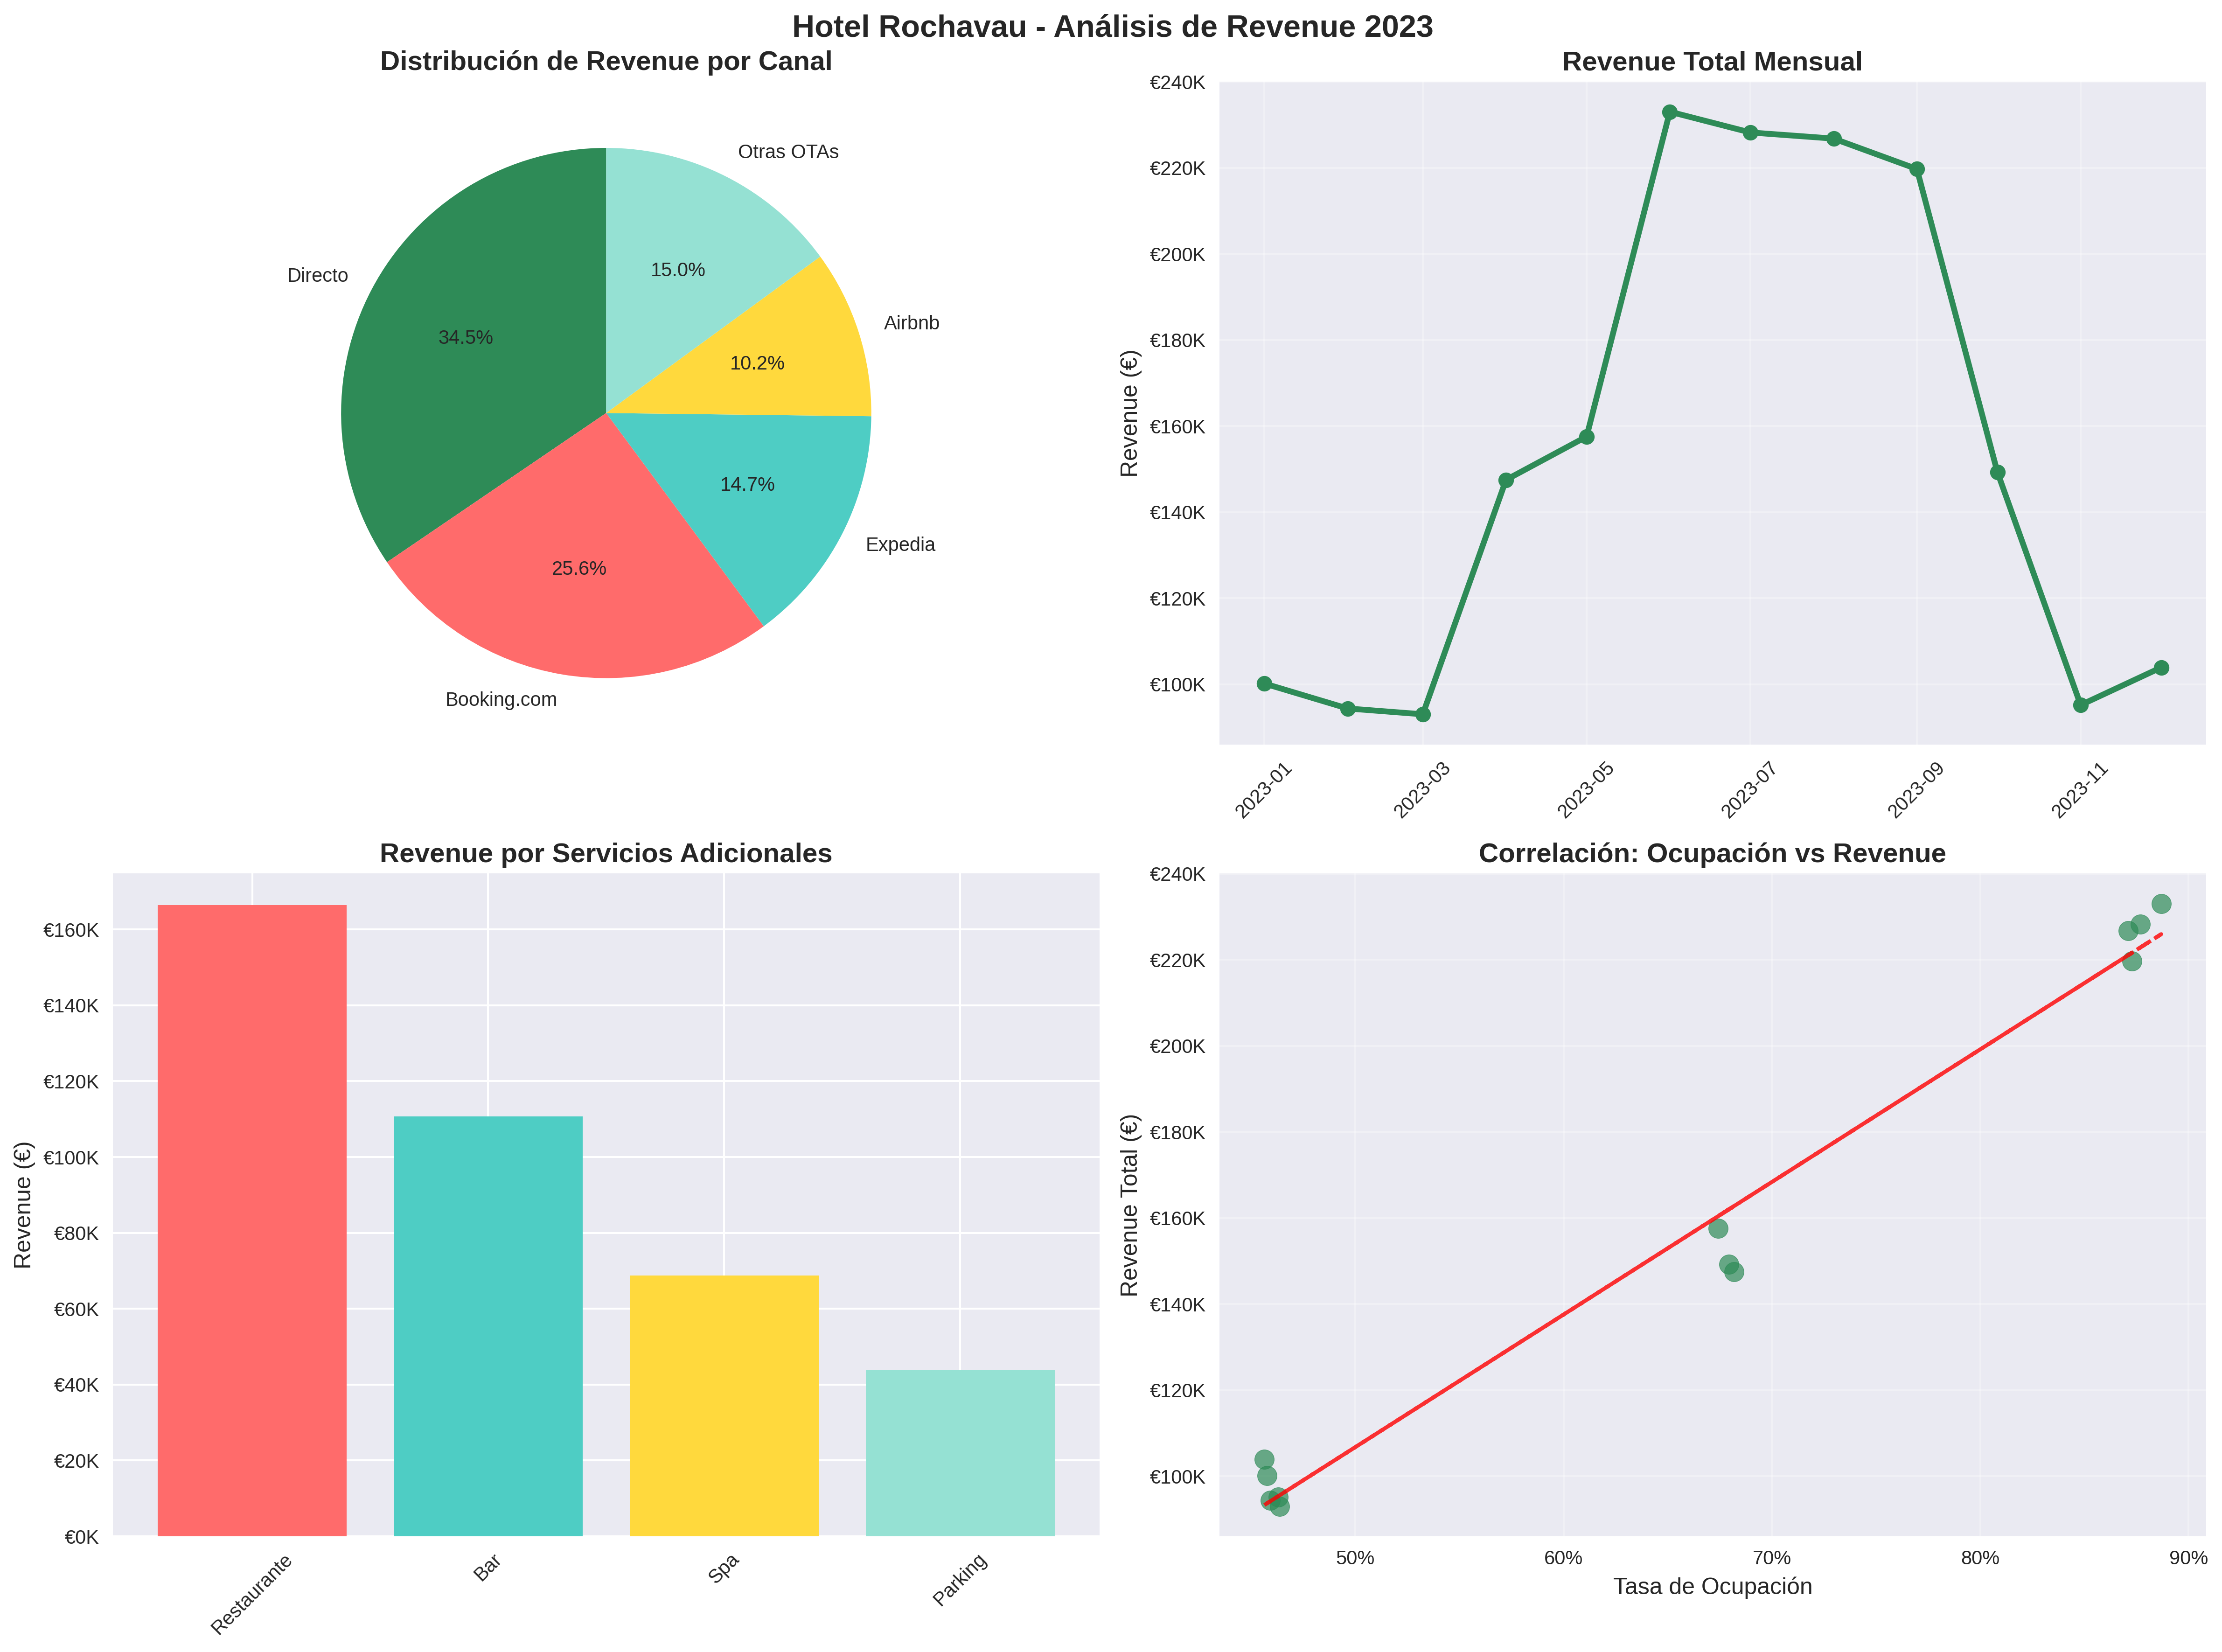 Hotel Rochavau - Análisis de Revenue 2023
Distribución de Revenue por Canal
Otras OTAs
15.0%
Directo
34.5%
Airbnb
10.2%
14.7%
Expedia
25.6%
Booking.com
Revenue Total Mensual
Revenue (€)
€240K
€220K
€200K
€180K
€160K
€140K
€120K
€100K
2023-01
2023-03
2023-05
2023-07
2023-09
2023-11
Revenue por Servicios Adicionales
Revenue (€)
€160K
€140K
€120K
€100K
€80K
€60K
€40K
€20K
€0K
Restaurante
Bar
Spa
Parking
Correlación: Ocupación vs Revenue
Revenue Total (€)
€240K
€220K
€200K
€180K
€160K
€140K
€120K
€100K
50%
60%
70%
80%
90%
Tasa de Ocupación